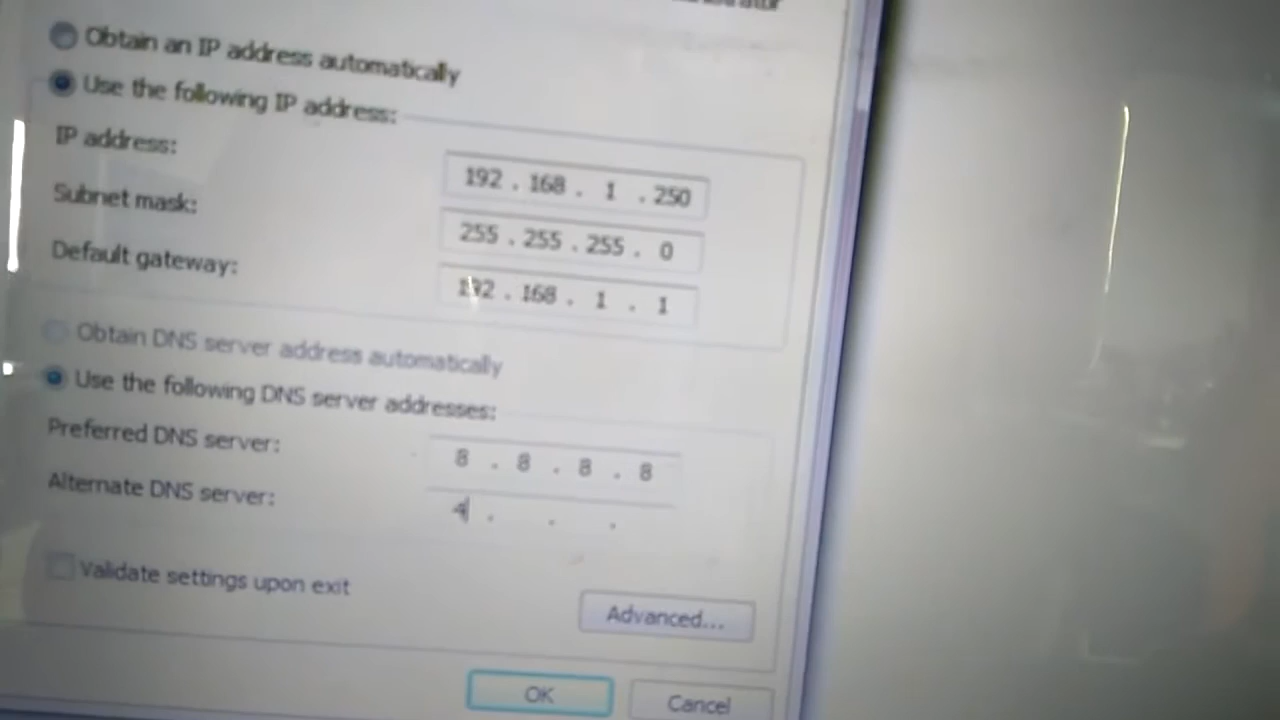 Obtain an IP address automatically
Use the following IP address:
IP address:
192 . 168 . 1 . 250
Subnet mask:
255 . 255 . 255 . 0
Default gateway:
192 . 168 . 1 . 1
Obtain DNS server address automatically
Use the following DNS server addresses:
Preferred DNS server:
8 . 8 . 8 . 8
Alternate DNS server:
4 . . .
Validate settings upon exit
Advanced...
OK Cancel